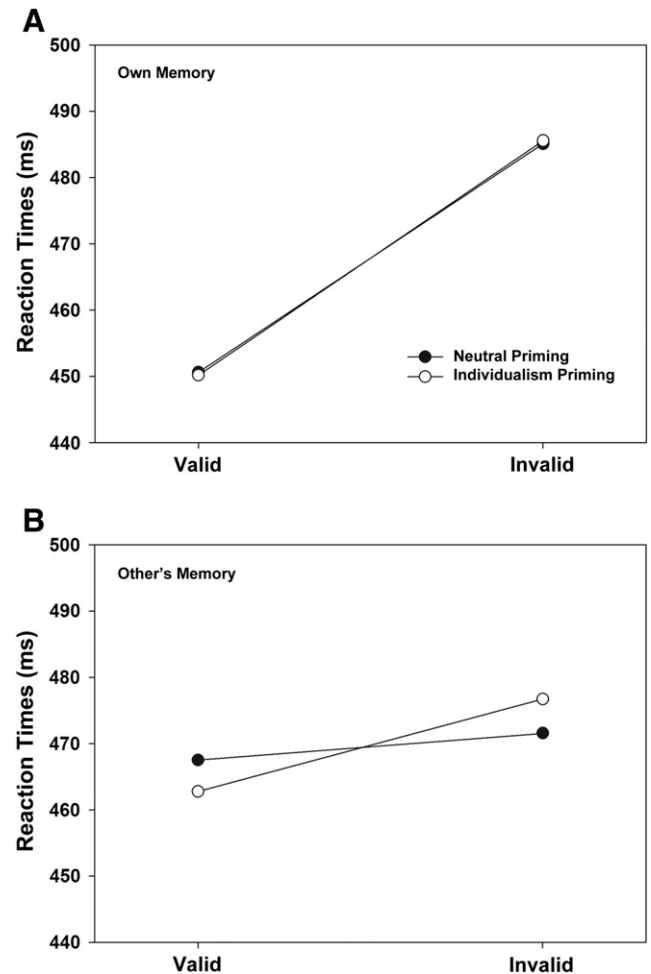 A
500
Own Memory
490
480
470
460
450
440
Reaction Times (ms)
Neutral Priming
Individualism Priming
Valid Invalid
B
500
Other's Memory
490
480
470
460
450
440
Reaction Times (ms)
Valid Invalid